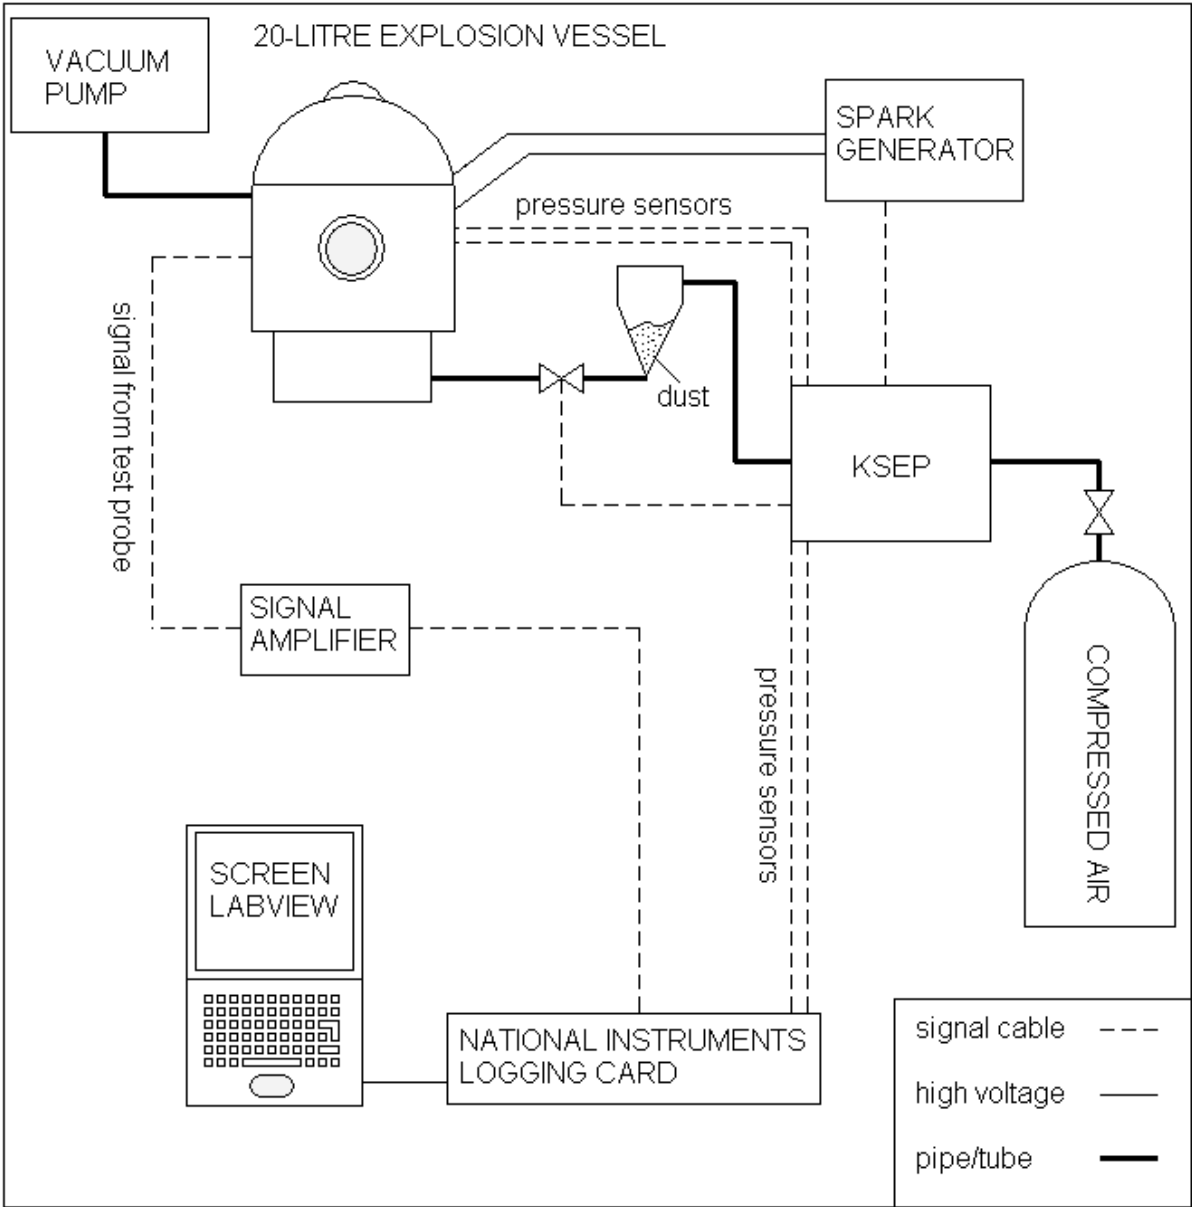 20-LITRE EXPLOSION VESSEL
VACUUM
PUMP
SPARK
GENERATOR
pressure sensors
signal from test probe
dust
KSEP
SIGNAL
AMPLIFIER
pressure sensors
COMPRESSED AIR
SCREEN
LABVIEW
NATIONAL INSTRUMENTS
LOGGING CARD
signal cable
high voltage
pipe/tube